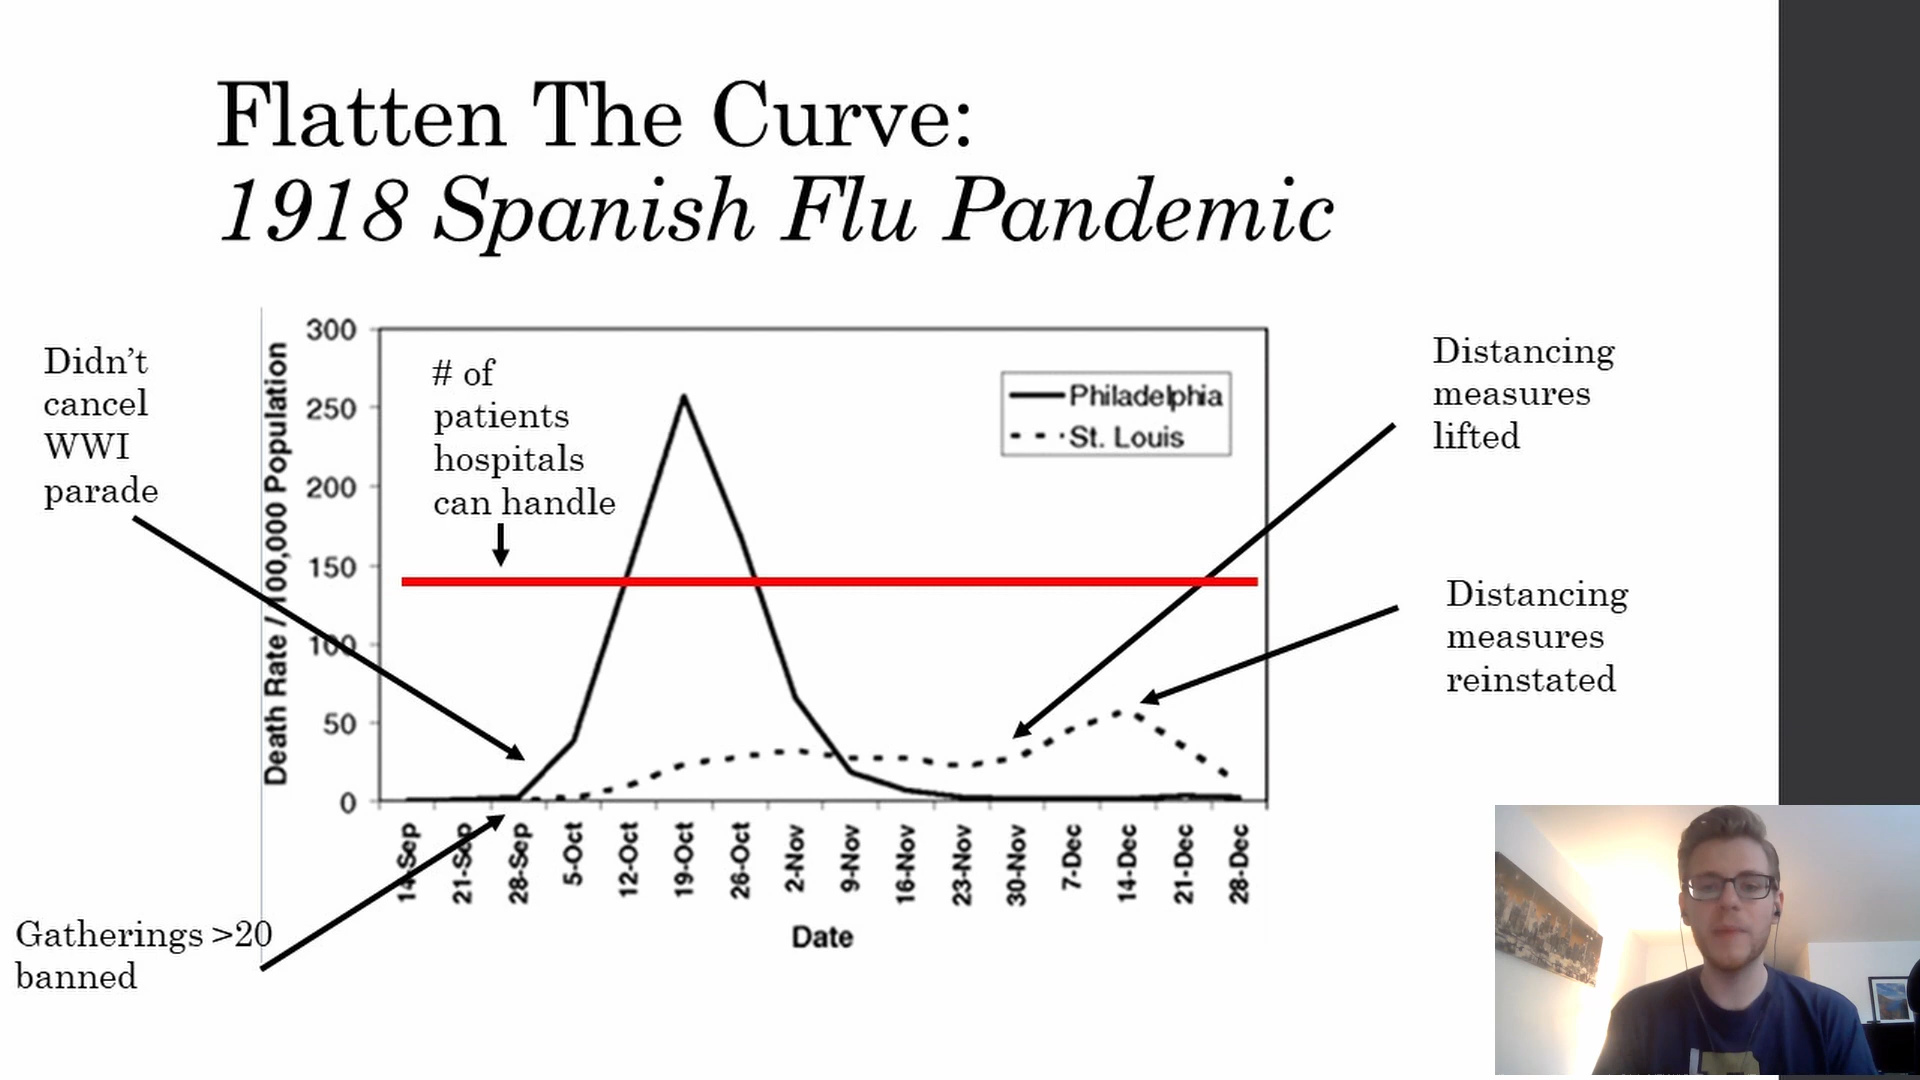 Flatten The Curve:
1918 Spanish Flu Pandemic
Didn't
cancel
WWI
parade
# of
patients
hospitals
can handle
Distancing
measures
lifted
Distancing
measures
reinstated
Gatherings >20
banned
Death Rate / 100,000 Population
300
250
200
150
100
50
0
Philadelphia
St. Louis
14-Sep
21-Sep
28-Sep
5-Oct
12-Oct
19-Oct
26-Oct
2-Nov
9-Nov
16-Nov
23-Nov
30-Nov
7-Dec
14-Dec
21-Dec
28-Dec
Date